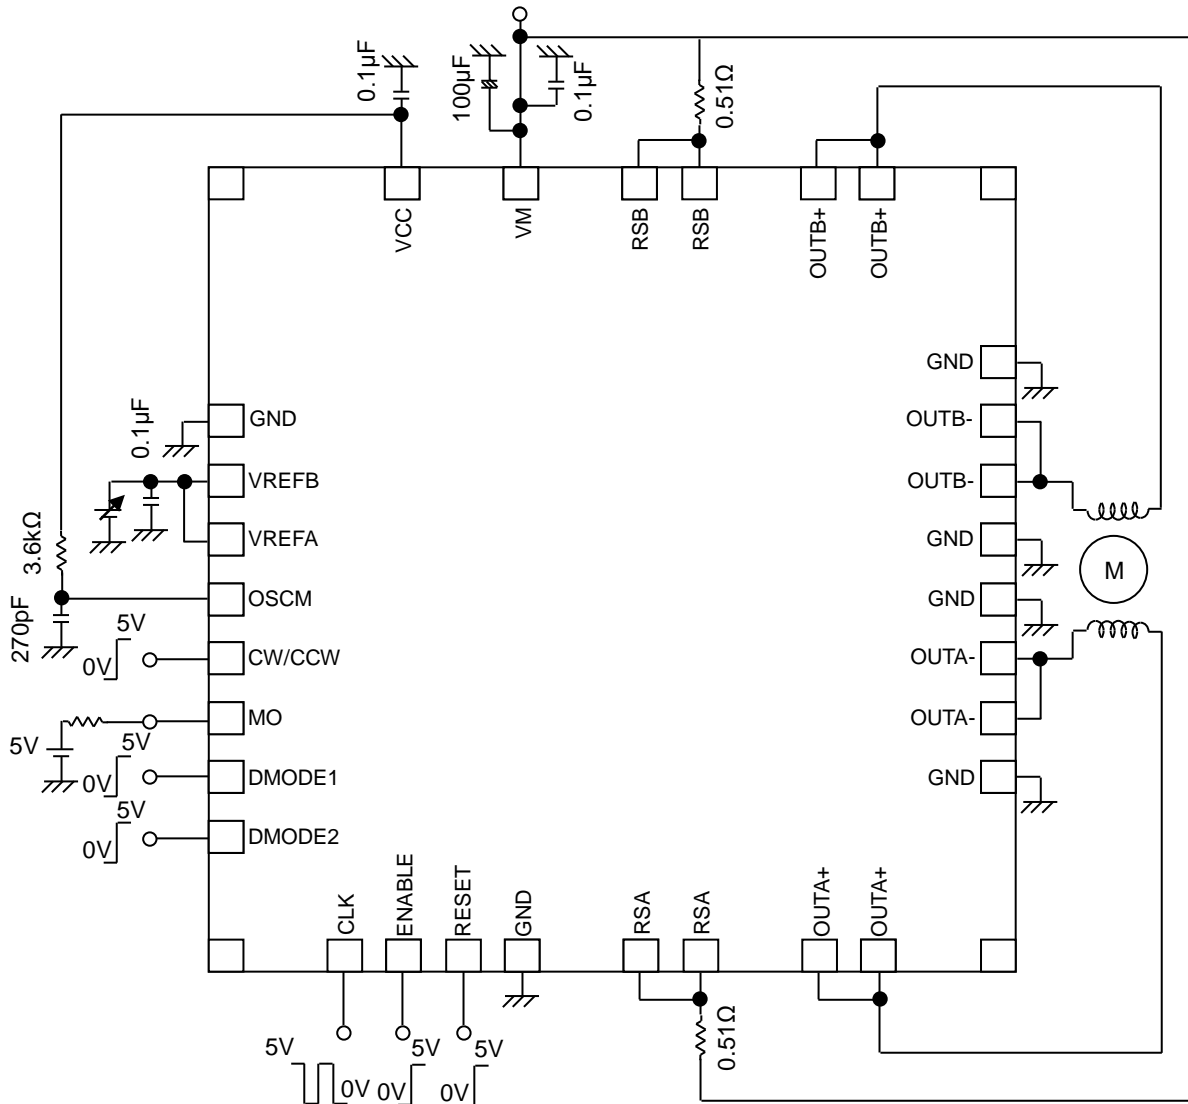 0.1µF
100µF
0.1µF
0.51Ω
VCC
VM
RSB
RSB
OUTB+
OUTB+
GND
0.1µF
GND
OUTB-
VREFB
OUTB-
3.6kΩ
VREFA
GND
M
270pF
OSCM
GND
5V
0V
CW/CCW
OUTA-
MO
OUTA-
5V
5V
0V
DMODE1
GND
5V
0V
DMODE2
CLK
ENABLE
RESET
GND
RSA
RSA
OUTA+
OUTA+
0.51Ω
5V
0V
5V
0V
5V
0V